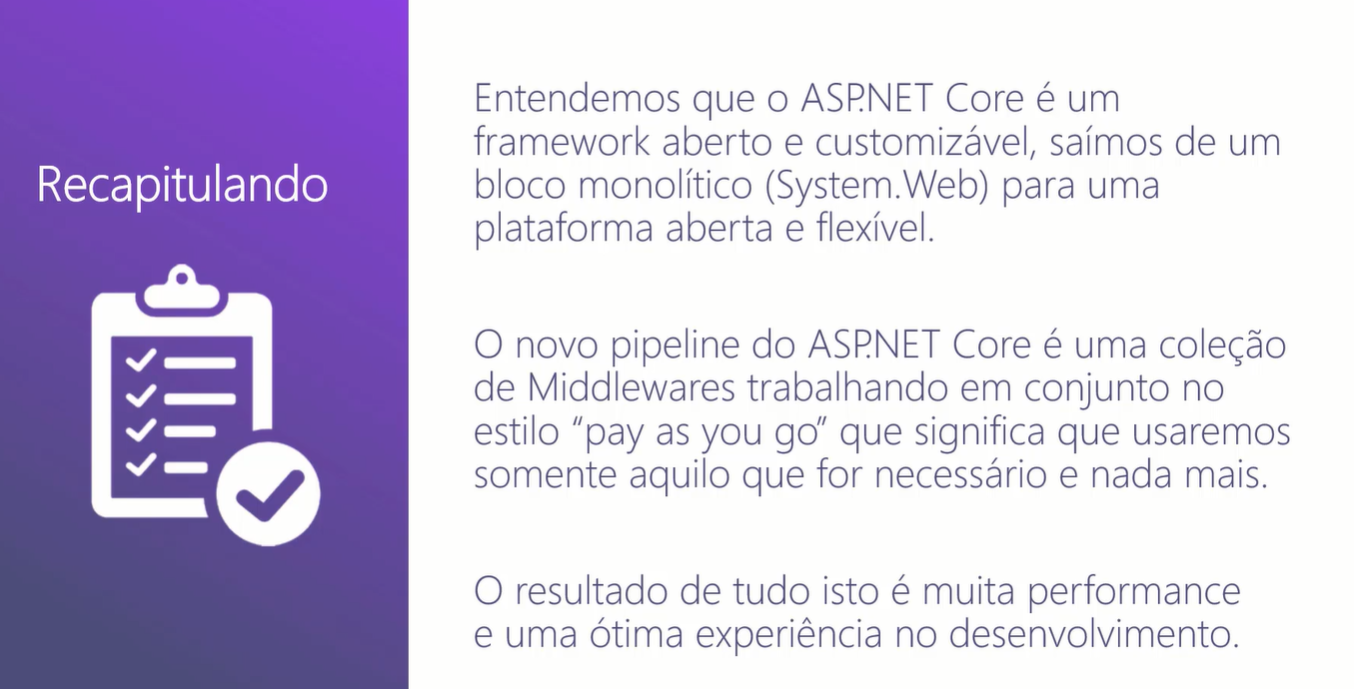 Recapitulando
Entendemos que o ASP.NET Core é um
framework aberto e customizável, saímos de um
bloco monolítico (System.Web) para uma
plataforma aberta e flexível.
O novo pipeline do ASP.NET Core é uma coleção
de Middlewares trabalhando em conjunto no
estilo “pay as you go” que significa que usaremos
somente aquilo que for necessário e nada mais.
O resultado de tudo isto é muita performance
e uma ótima experiência no desenvolvimento.